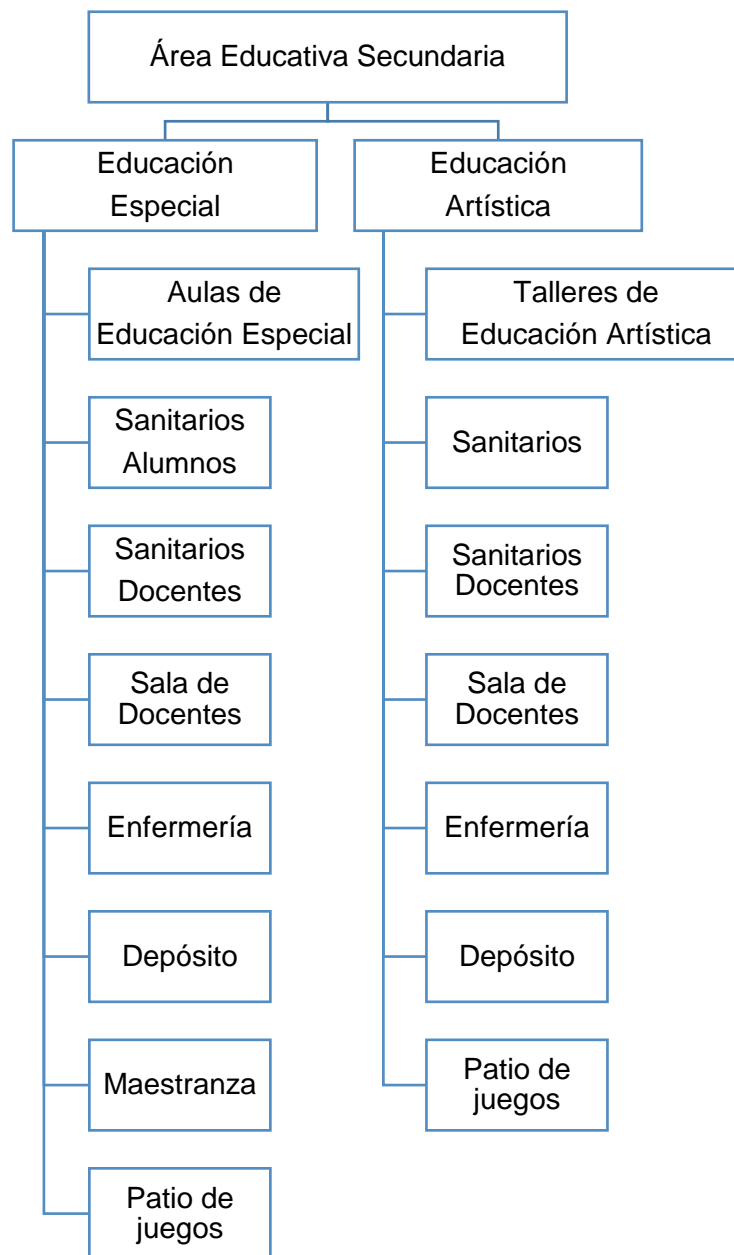 Área Educativa Secundaria
Educación
Especial
Aulas de
Educación Especial
Sanitarios
Alumnos
Sanitarios
Docentes
Sala de
Docentes
Enfermería
Depósito
Maestranza
Patio de
juegos
Educación
Artística
Talleres de
Educación Artística
Sanitarios
Sanitarios
Docentes
Sala de
Docentes
Enfermería
Depósito
Patio de
juegos